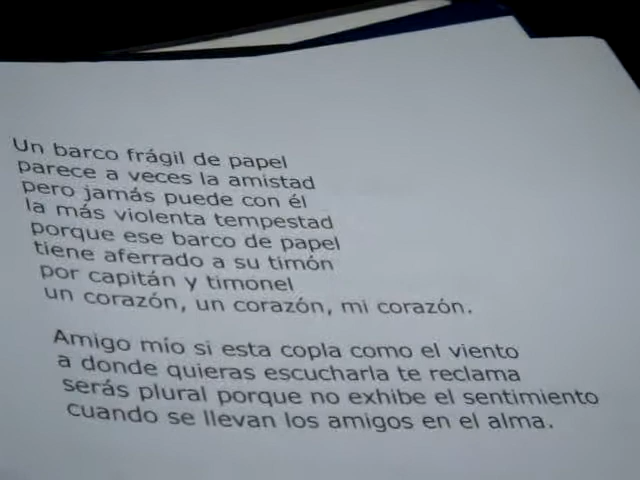 Un barco frágil de papel
parece a veces la amistad
pero jamás puede con él
la más violenta tempestad
porque ese barco de papel
tiene aferrado a su timón
por capitán y timonel
un corazón, un corazón, mi corazón.
Amigo mío si esta copla como el viento
a donde quieras escucharla te reclama
serás plural porque no exhibe el sentimiento
cuando se llevan los amigos en el alma.